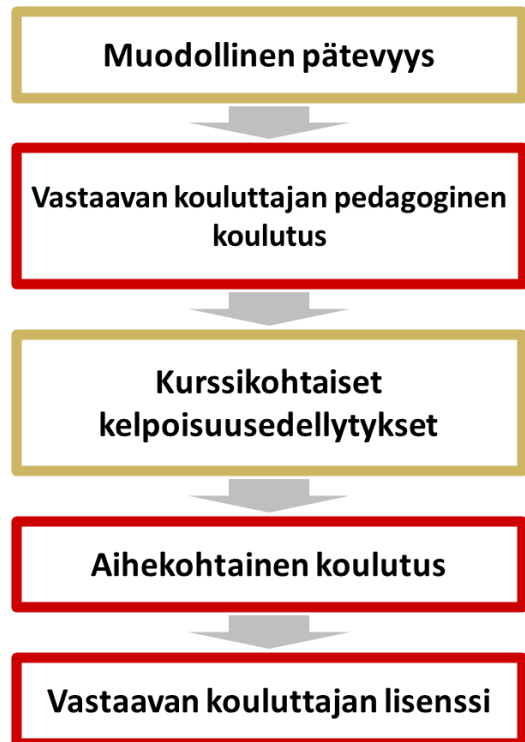 Muodollinen pätevyys
Vastaavan kouluttajan pedagoginen
koulutus
Kurssikohtaiset
kelpoisuusedellytykset
Aihekohtainen koulutus
Vastaavan kouluttajan lisenssi